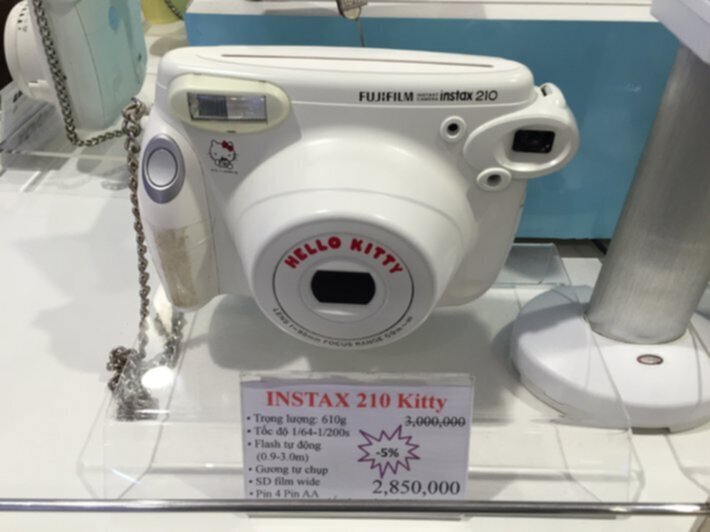 FUJIFILM INSTANT CAMERA instax 210
HELLO KITTY
INSTAX 210 Kitty
• Trọng lượng: 610g
3,000,000
• Tốc độ 1/64-1/200s
• Flash tự động
(0.9-3.0m)
-5%
• Gương tự chụp
• SD film wide
2,850,000
• Pin 4 Pin AA